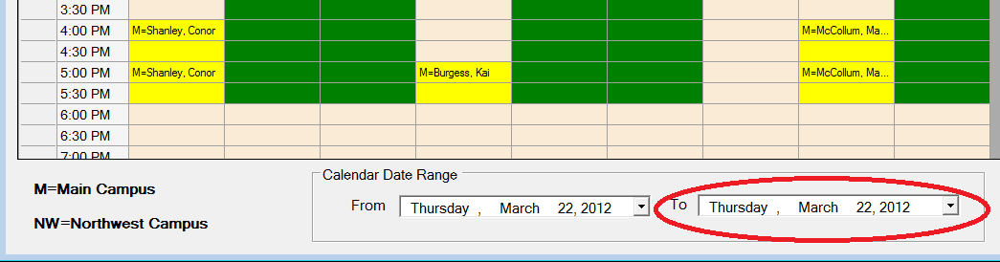 3:30 PM
4:00 PM M=Shanley, Conor M=McCollum, Ma...
4:30 PM
5:00 PM M=Shanley, Conor M=Burgess, Kai M=McCollum, Ma...
5:30 PM
6:00 PM
6:30 PM
7:00 PM
M=Main Campus
NW=Northwest Campus
Calendar Date Range
From Thursday , March 22, 2012 To Thursday , March 22, 2012